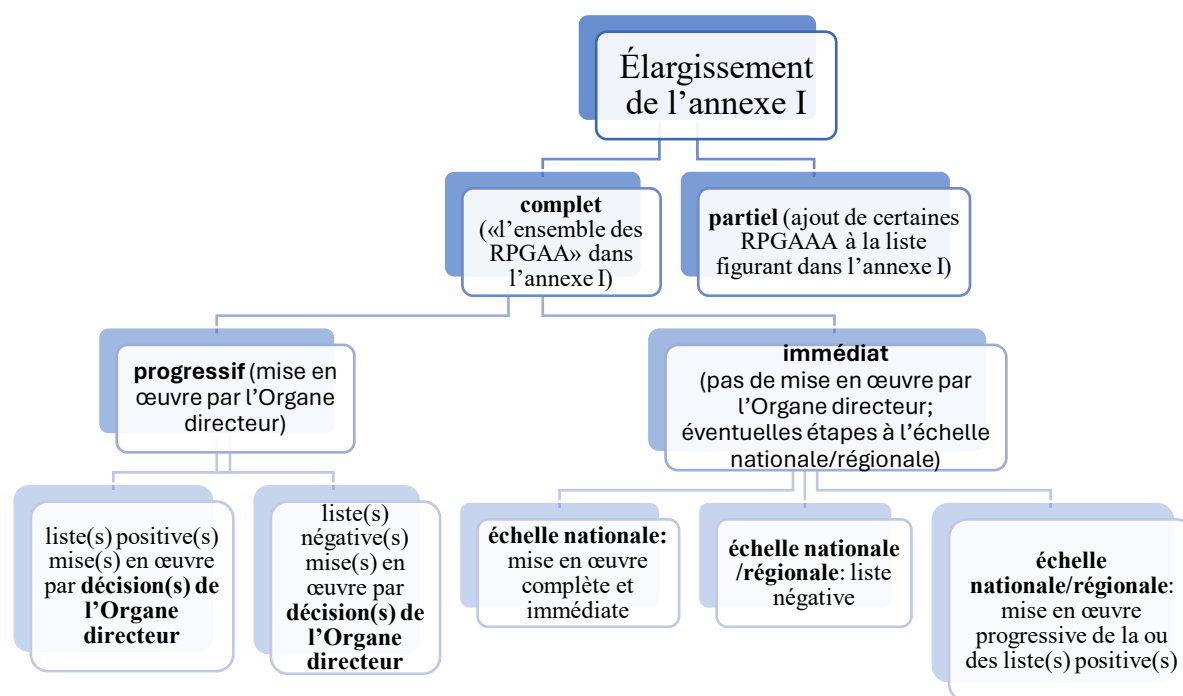 Élargissement
de l’annexe I
complet
(«l’ensemble des
RPGAA» dans
l’annexe I)
partiel (ajout de certaines
RPGAAA à la liste
figurant dans l’annexe I)
progressif (mise en
œuvre par l’Organe
directeur)
immédiat
(pas de mise en œuvre par
l’Organe directeur;
éventuelles étapes à l’échelle
nationale/régionale)
liste(s) positive(s)
mise(s) en œuvre
par décision(s) de
l’Organe
directeur
liste(s)
négative(s)
mise(s) en
œuvre par
décision(s) de
l’Organe
directeur
échelle nationale:
mise en œuvre
complète et
immédiate
échelle nationale
/régionale: liste
négative
échelle
nationale/régionale:
mise en œuvre
progressive de la ou
des liste(s) positive(s)